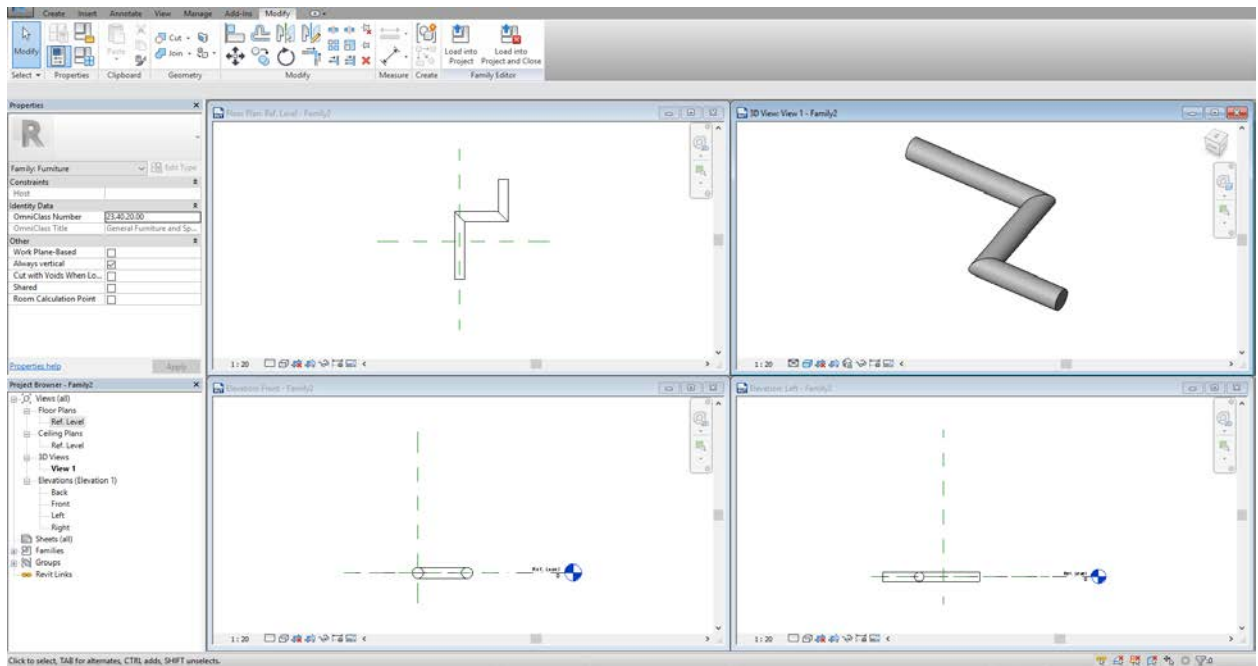 Create Insert Annotate View Manage Add-Ins Modify
Modify
Paste
Cut
Join
Load into Project
Load into Project and Close
Select Properties Clipboard Geometry Modify Measure Create Family Editor
Properties
R
Family: Furniture
Edit Type
Constraints
Host
Identity Data
OmniClass Number 23.40.20.00
OmniClass Title General Furniture and Sp...
Other
Work Plane-Based
Always vertical
Cut with Voids When Lo...
Shared
Room Calculation Point
Properties help
Apply
Project Browser - Family2
Views (all)
Floor Plans
Ref. Level
Ceiling Plans
Ref. Level
3D Views
View 1
Elevations (Elevation 1)
Back
Front
Left
Right
Sheets (all)
Families
Groups
Revit Links
Floor Plan: Ref. Level - Family2
1 : 20
3D View: View 1 - Family2
1 : 20
Elevation: Front - Family2
Ref. Level
1 : 20
Elevation: Left - Family2
Ref. Level
1 : 20
Click to select, TAB for alternates, CTRL adds, SHIFT unselects.
:0